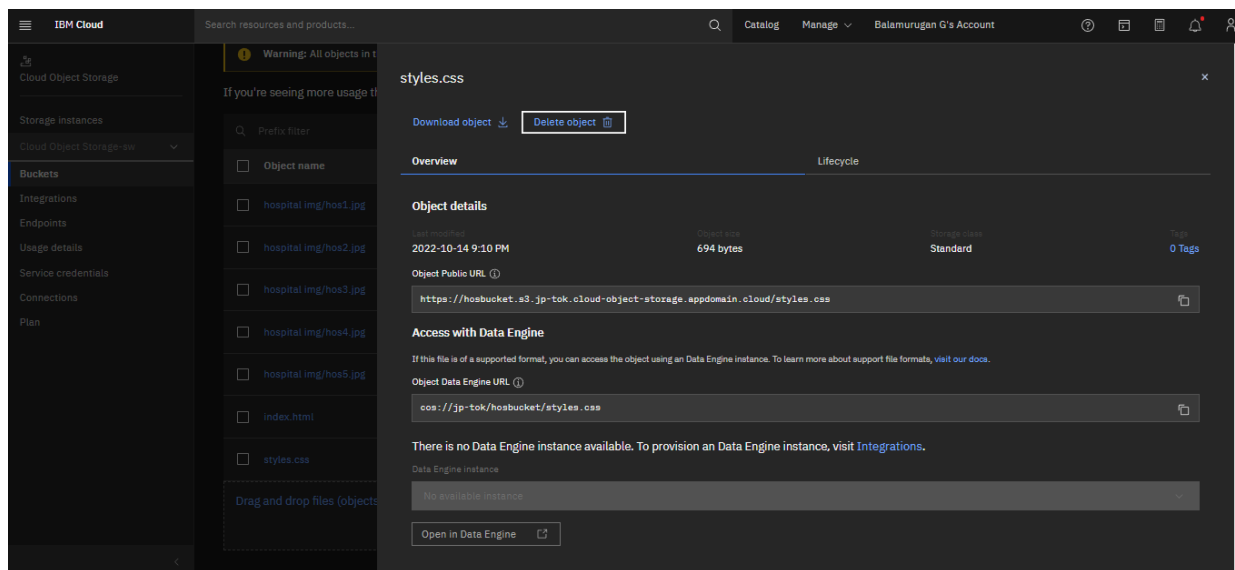 IBM Cloud
Search resources and products...
Catalog
Manage
Balamurugan G's Account
Cloud Object Storage
Storage instances
Cloud Object Storage-sw
Buckets
Integrations
Endpoints
Usage details
Service credentials
Connections
Plan
Warning: All objects in t
If you're seeing more usage th
Prefix filter
Object name
hospital img/hos1.jpg
hospital img/hos2.jpg
hospital img/hos3.jpg
hospital img/hos4.jpg
hospital img/hos5.jpg
index.html
styles.css
Drag and drop files (objects
styles.css
Download object
Delete object
Overview
Lifecycle
Object details
Last modified
Object size
Storage class
Tags
2022-10-14 9:10 PM
694 bytes
Standard
0 Tags
Object Public URL
https://hosbucket.s3.jp-tok.cloud-object-storage.appdomain.cloud/styles.css
Access with Data Engine
If this file is of a supported format, you can access the object using an Data Engine instance. To learn more about support file formats, visit our docs.
Object Data Engine URL
cos://jp-tok/hosbucket/styles.css
There is no Data Engine instance available. To provision an Data Engine instance, visit Integrations.
Data Engine instance
No available instance
Open in Data Engine